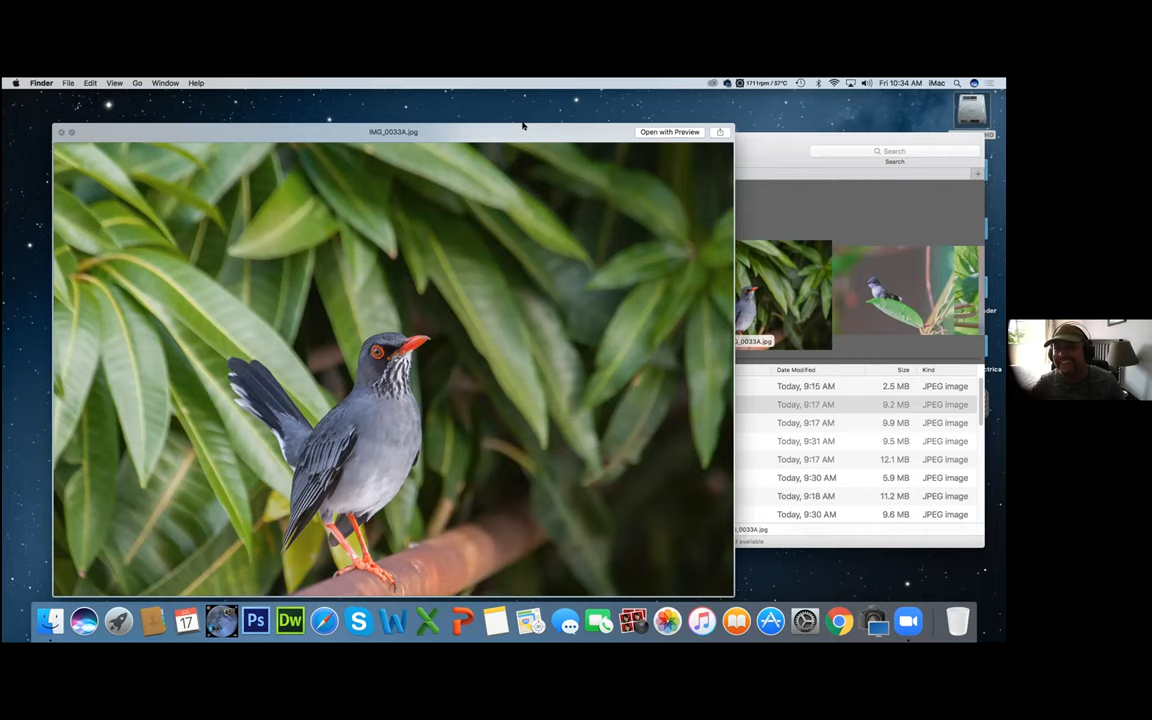 Finder File Edit View Go Window Help
1711rpm / 57°C Fri 10:34 AM iMac
IMG_0033A.jpg Open with Preview
HD
Search
Search
+
_0033A.jpg
Date Modified Size Kind
Today, 9:15 AM 2.5 MB JPEG image
Today, 9:17 AM 9.2 MB JPEG image
Today, 9:17 AM 9.9 MB JPEG image
Today, 9:31 AM 9.5 MB JPEG image
Today, 9:17 AM 12.1 MB JPEG image
Today, 9:30 AM 5.9 MB JPEG image
Today, 9:18 AM 11.2 MB JPEG image
Today, 9:30 AM 9.6 MB JPEG image
_0033A.jpg
available
JUL
17
Ps
Dw